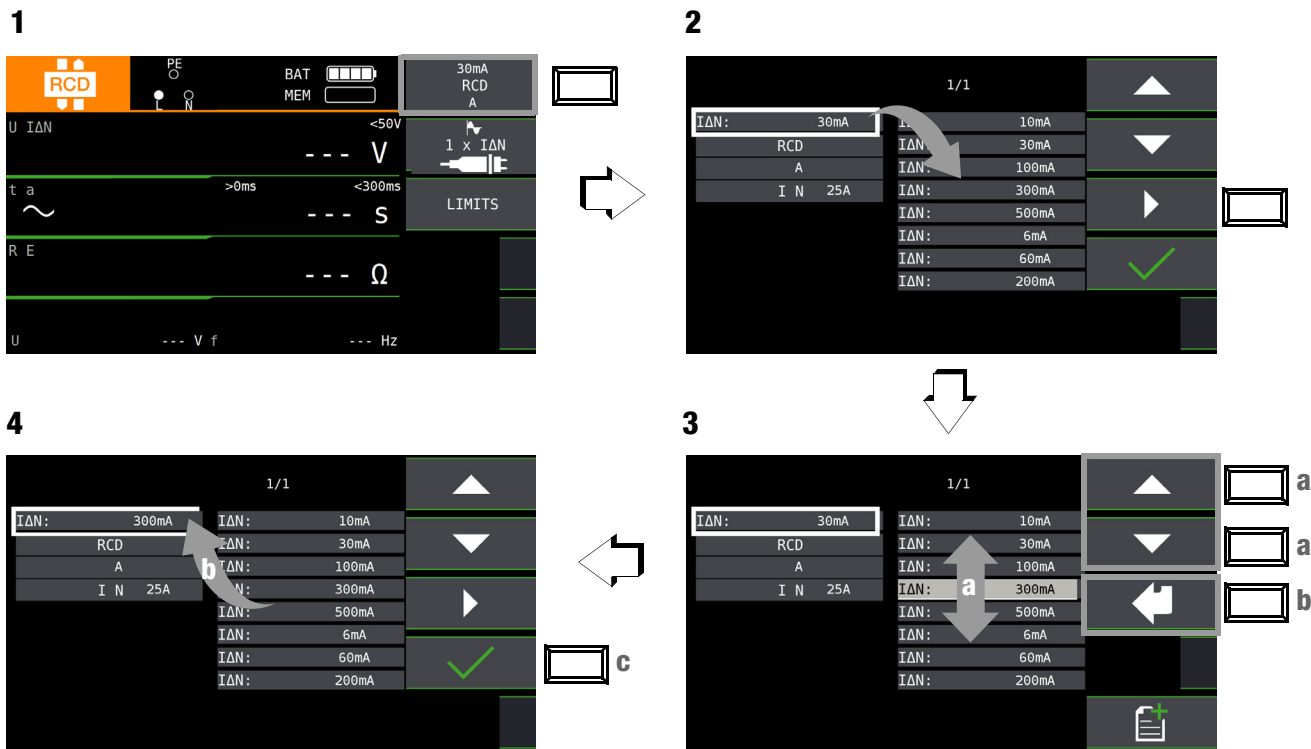 1
RCD
PE
L N
BAT
MEM
30mA
RCD
A
U IΔN
<50V
--- V
1 x IΔN
t a
>0ms
<300ms
--- s
LIMITS
R E
--- Ω
U --- V f --- Hz
2
1/1
IΔN: 30mA
RCD
A
I N 25A
10mA
IΔN 30mA
IΔN: 100mA
IΔN: 300mA
IΔN: 500mA
IΔN: 6mA
IΔN: 60mA
IΔN: 200mA
4
1/1
IΔN: 300mA
RCD
A
I N 25A
IΔN: 10mA
IΔN: 30mA
IΔN: 100mA
IΔN: 300mA
IΔN: 500mA
IΔN: 6mA
IΔN: 60mA
IΔN: 200mA
b
c
3
1/1
IΔN: 30mA
RCD
A
I N 25A
IΔN: 10mA
IΔN: 30mA
IΔN: 100mA
IΔN: 300mA
IΔN: 500mA
IΔN: 6mA
IΔN: 60mA
IΔN: 200mA
a
a
a
b